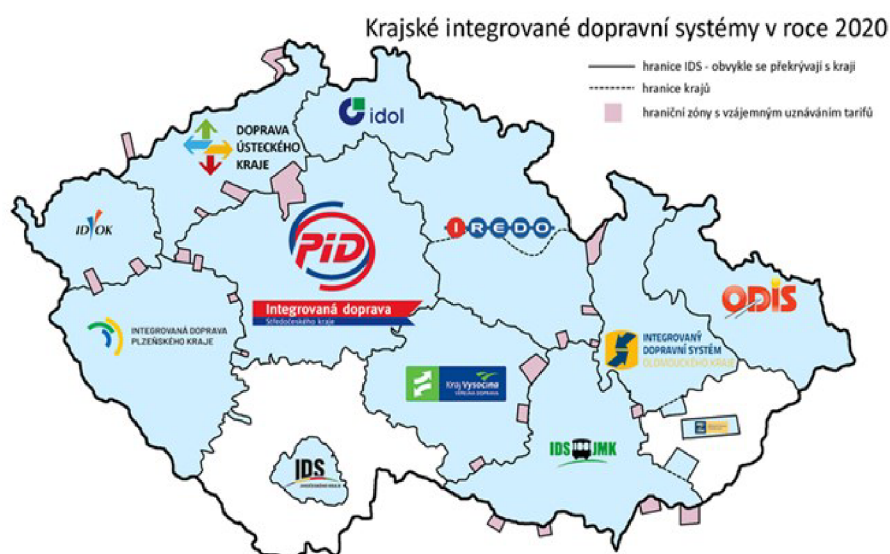 Krajské integrované dopravní systémy v roce 2020
hranice IDS - obvykle se překrývají s kraji
hranice krajů
hraniční zóny s vzájemným uznáváním tarifů
idol
DOPRAVA
ÚSTECKÉHO
KRAJE
IDOK
PID
IREDO
Integrovaná doprava
Středočeského kraje
ODIS
INTEGROVANÁ DOPRAVA
PLZEŇSKÉHO KRAJE
INTEGROVANÝ
DOPRAVNÍ SYSTÉM
OLOMOUCKÉHO KRAJE
Kraj Vysočina
VEŘEJNÁ DOPRAVA
IDS JMK
IDS